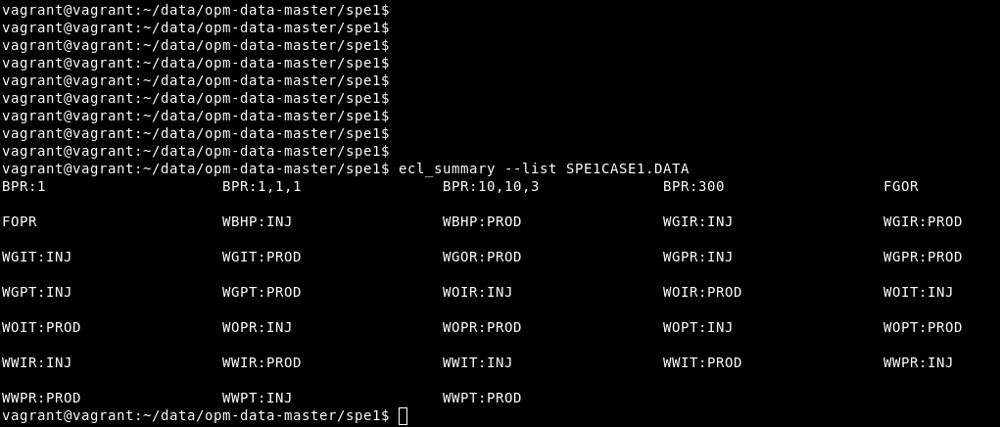 vagrant@vagrant:~/data/opm-data-master/spe1$
vagrant@vagrant:~/data/opm-data-master/spe1$
vagrant@vagrant:~/data/opm-data-master/spe1$
vagrant@vagrant:~/data/opm-data-master/spe1$
vagrant@vagrant:~/data/opm-data-master/spe1$
vagrant@vagrant:~/data/opm-data-master/spe1$
vagrant@vagrant:~/data/opm-data-master/spe1$
vagrant@vagrant:~/data/opm-data-master/spe1$
vagrant@vagrant:~/data/opm-data-master/spe1$
vagrant@vagrant:~/data/opm-data-master/spe1$ ecl_summary --list SPE1CASE1.DATA
BPR:1 BPR:1,1,1 BPR:10,10,3 BPR:300 FGOR
FOPR WBHP:INJ WBHP:PROD WGIR:INJ WGIR:PROD
WGIT:INJ WGIT:PROD WGOR:PROD WGPR:INJ WGPR:PROD
WGPT:INJ WGPT:PROD WOIR:INJ WOIR:PROD WOIT:INJ
WOIT:PROD WOPR:INJ WOPR:PROD WOPT:INJ WOPT:PROD
WWIR:INJ WWIR:PROD WWIT:INJ WWIT:PROD WWPR:INJ
WWPR:PROD WWPT:INJ WWPT:PROD
vagrant@vagrant:~/data/opm-data-master/spe1$